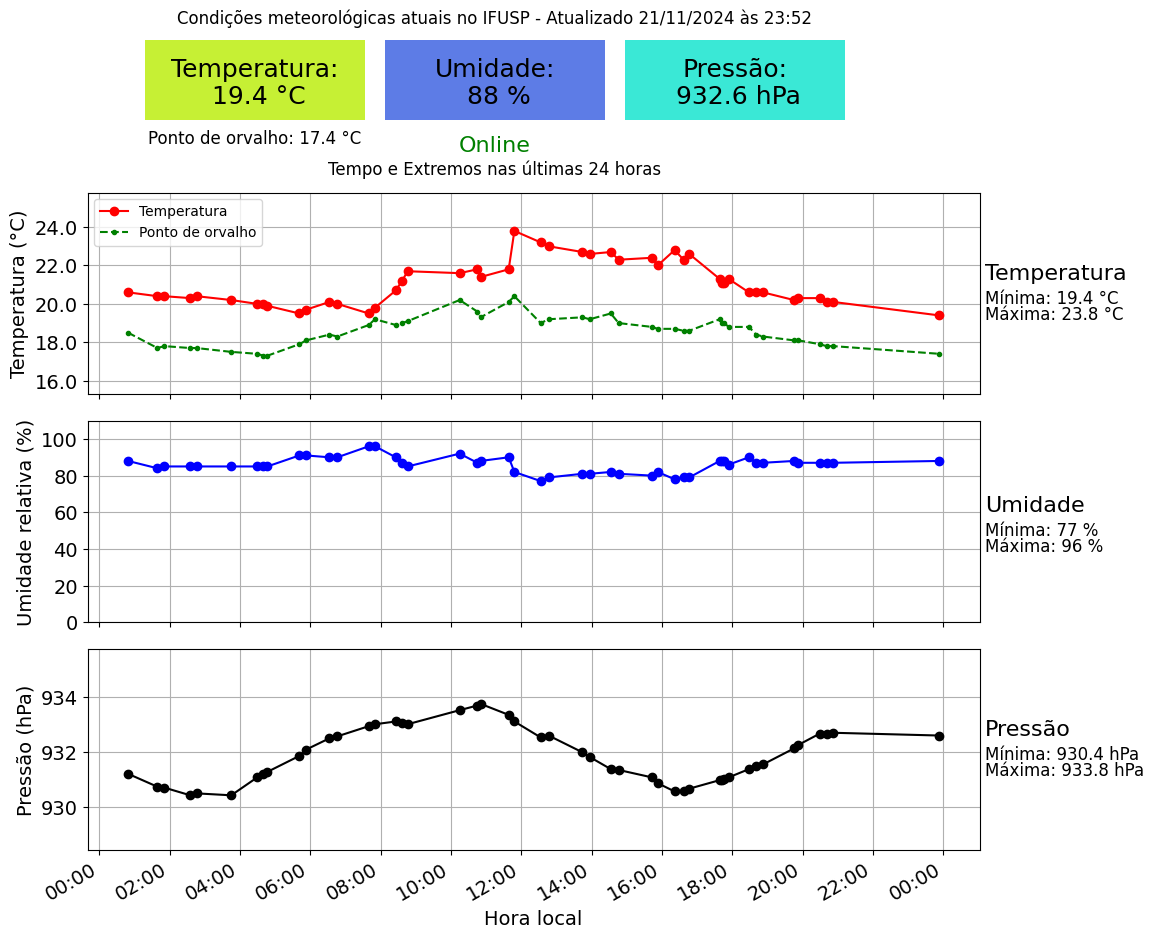 Condições meteorológicas atuais no IFUSP - Atualizado 21/11/2024 às 23:52
Temperatura:
19.4 °C
Umidade:
88 %
Pressão:
932.6 hPa
Ponto de orvalho: 17.4 °C
Online
Tempo e Extremos nas últimas 24 horas
Temperatura (°C)
24.0
22.0
20.0
18.0
16.0
Temperatura
Ponto de orvalho
Temperatura
Mínima: 19.4 °C
Máxima: 23.8 °C
Umidade relativa (%)
100
80
60
40
20
0
Umidade
Mínima: 77 %
Máxima: 96 %
Pressão (hPa)
934
932
930
Pressão
Mínima: 930.4 hPa
Máxima: 933.8 hPa
00:00 02:00 04:00 06:00 08:00 10:00 12:00 14:00 16:00 18:00 20:00 22:00 00:00
Hora local